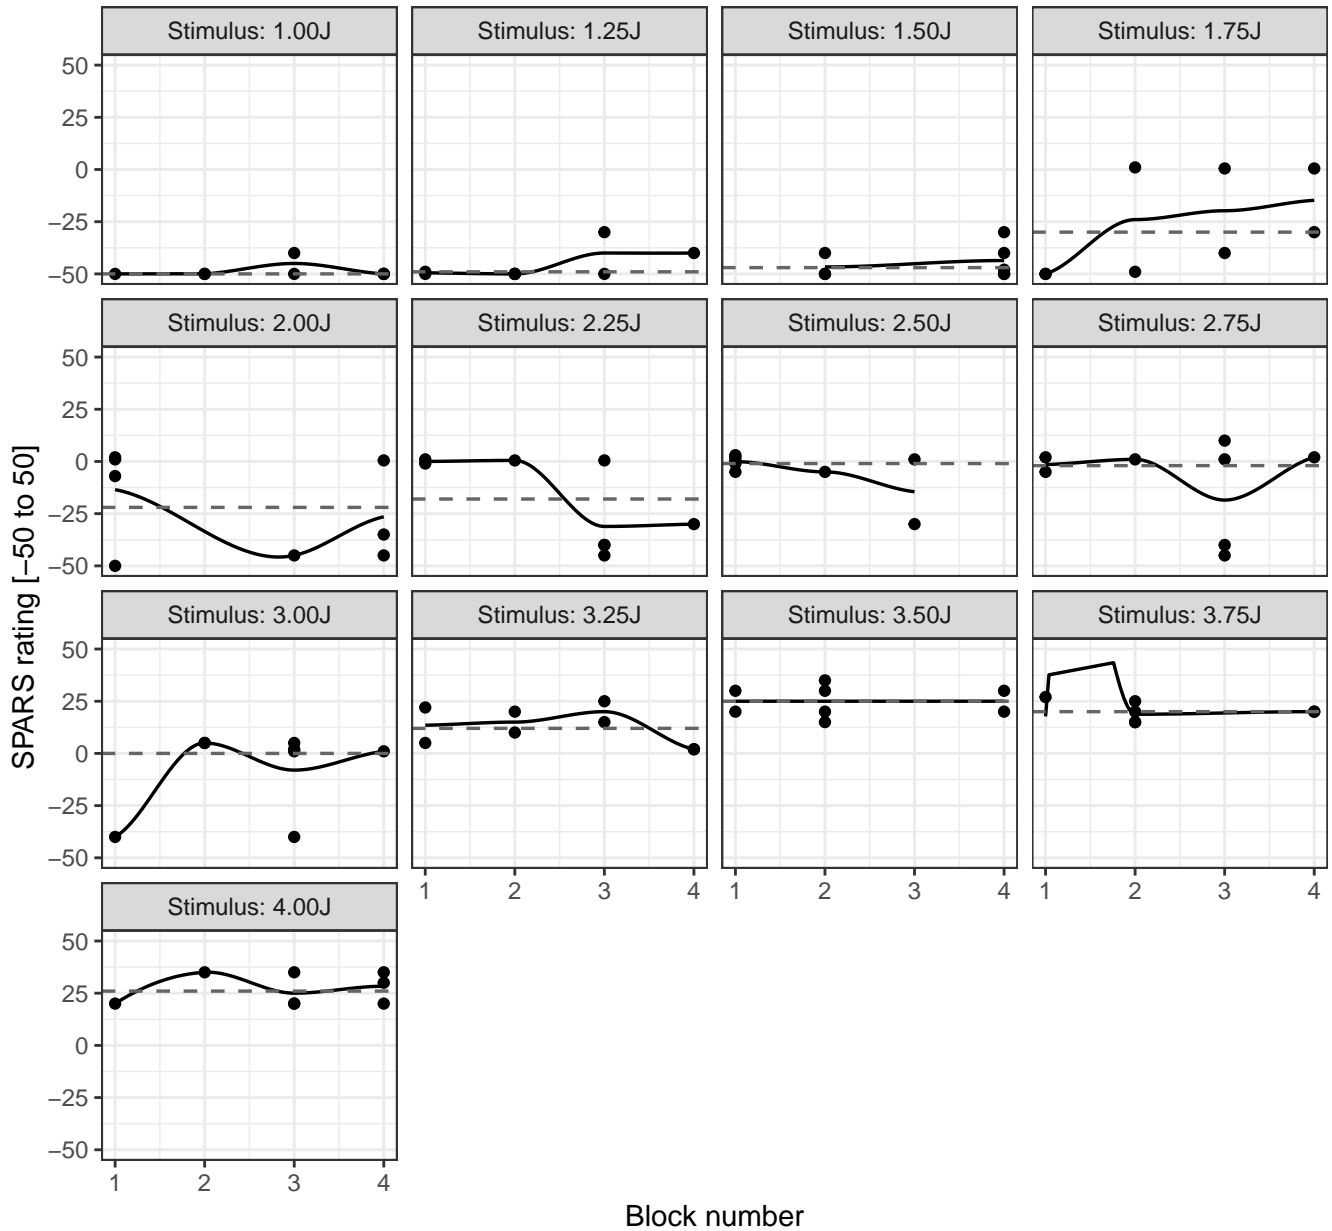 Stimulus: 1.00J Stimulus: 1.25J Stimulus: 1.50J Stimulus: 1.75J
50
25
0
−25
−50
Stimulus: 2.00J Stimulus: 2.25J Stimulus: 2.50J Stimulus: 2.75J
50
25
0
−25
−50
SPARS rating [−50 to 50]
Stimulus: 3.00J Stimulus: 3.25J Stimulus: 3.50J Stimulus: 3.75J
50
25
0
−25
−50
1 2 3 4 1 2 3 4 1 2 3 4
Stimulus: 4.00J
50
25
0
−25
−50
1 2 3 4
Block number